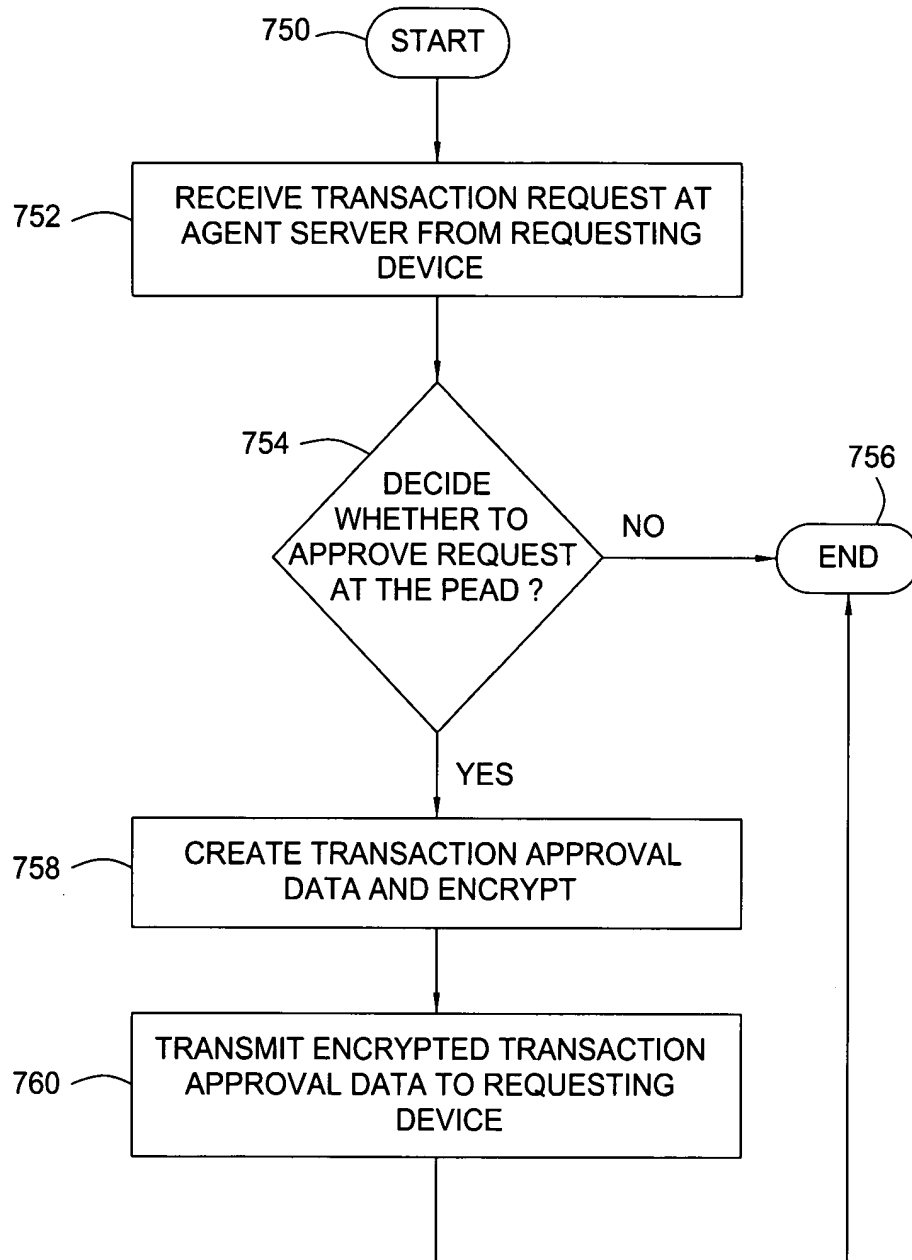 750
START
752
RECEIVE TRANSACTION REQUEST AT
AGENT SERVER FROM REQUESTING
DEVICE
754
DECIDE
WHETHER TO
APPROVE REQUEST
AT THE PEAD ?
NO
756
END
YES
758
CREATE TRANSACTION APPROVAL
DATA AND ENCRYPT
760
TRANSMIT ENCRYPTED TRANSACTION
APPROVAL DATA TO REQUESTING
DEVICE